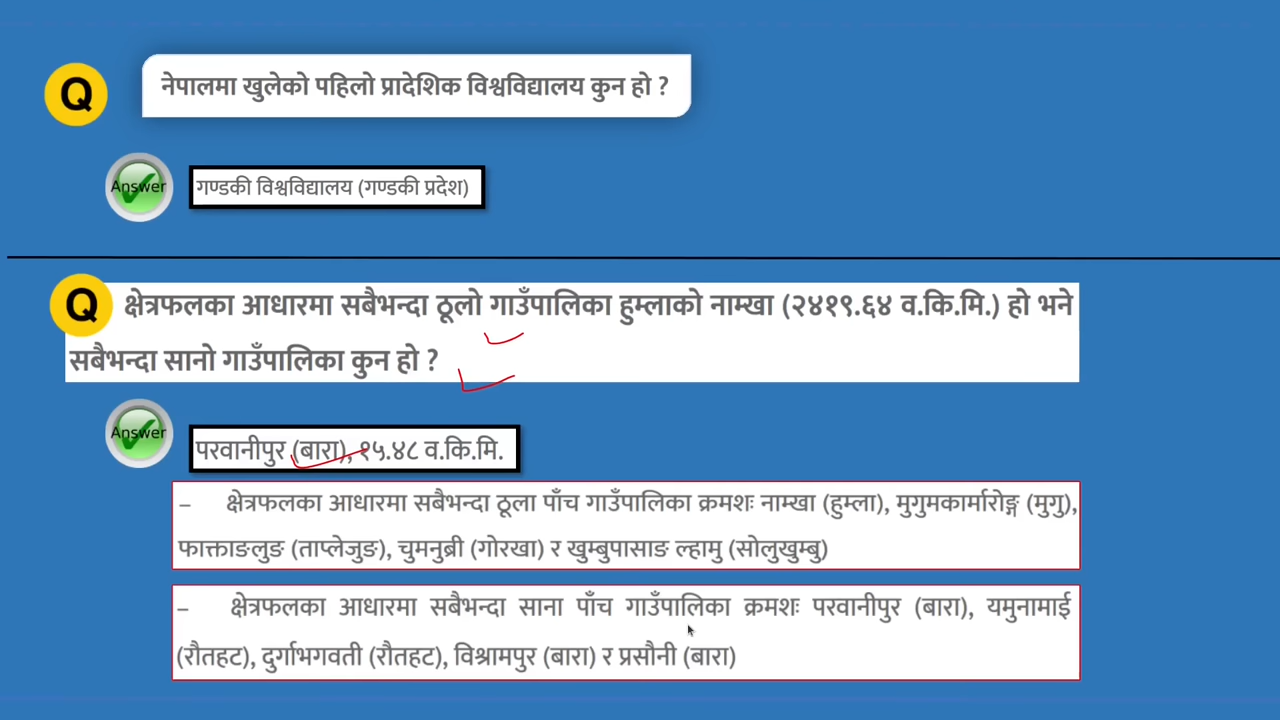 Q
नेपालमा खुलेको पहिलो प्रादेशिक विश्वविद्यालय कुन हो ?
Answer
गण्डकी विश्वविद्यालय (गण्डकी प्रदेश)
Q
क्षेत्रफलका आधारमा सबैभन्दा ठूलो गाउँपालिका हुम्लाको नाम्खा (२४१९.६४ व.कि.मि.) हो भने
सबैभन्दा सानो गाउँपालिका कुन हो ?
Answer
परवानीपुर (बारा), १५.४८ व.कि.मि.
– क्षेत्रफलका आधारमा सबैभन्दा ठूला पाँच गाउँपालिका क्रमशः नाम्खा (हुम्ला), मुगुमकार्मारोङ्ग (मुगु),
फाक्ताङलुङ (ताप्लेजुङ), चुमनुब्री (गोरखा) र खुम्बुपासाङ ल्हामु (सोलुखुम्बु)
– क्षेत्रफलका आधारमा सबैभन्दा साना पाँच गाउँपालिका क्रमशः परवानीपुर (बारा), यमुनामाई
(रौतहट), दुर्गाभगवती (रौतहट), विश्रामपुर (बारा) र प्रसौनी (बारा)